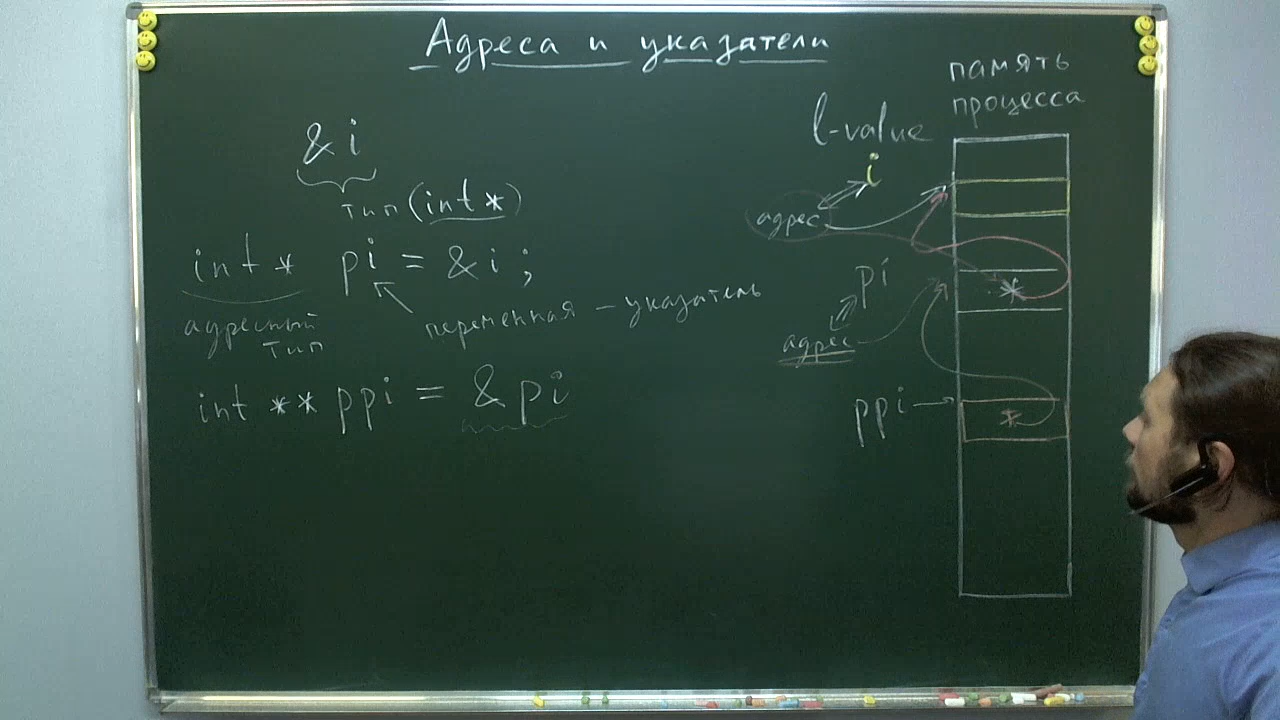 Адреса и указатели
& i
тип (int *)
int * pi = & i ;
адресный тип
переменная – указатель
int ** ppi = & pi
память
процесса
l-value
i
адрес
pi
*
адрес
ppi
*